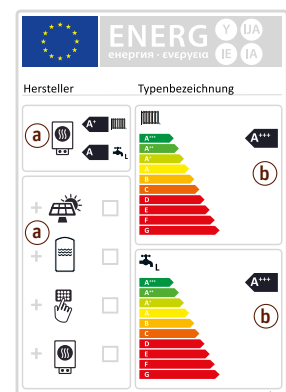 ENERG Y IJA
енергия · ενεργεια IE IA
Hersteller Typenbezeichnung
a A+ A L
A+++ A++ A+ A B C D E F G A+++ b
a + + + +
L
A+++ A++ A+ A B C D E F G A+++ b